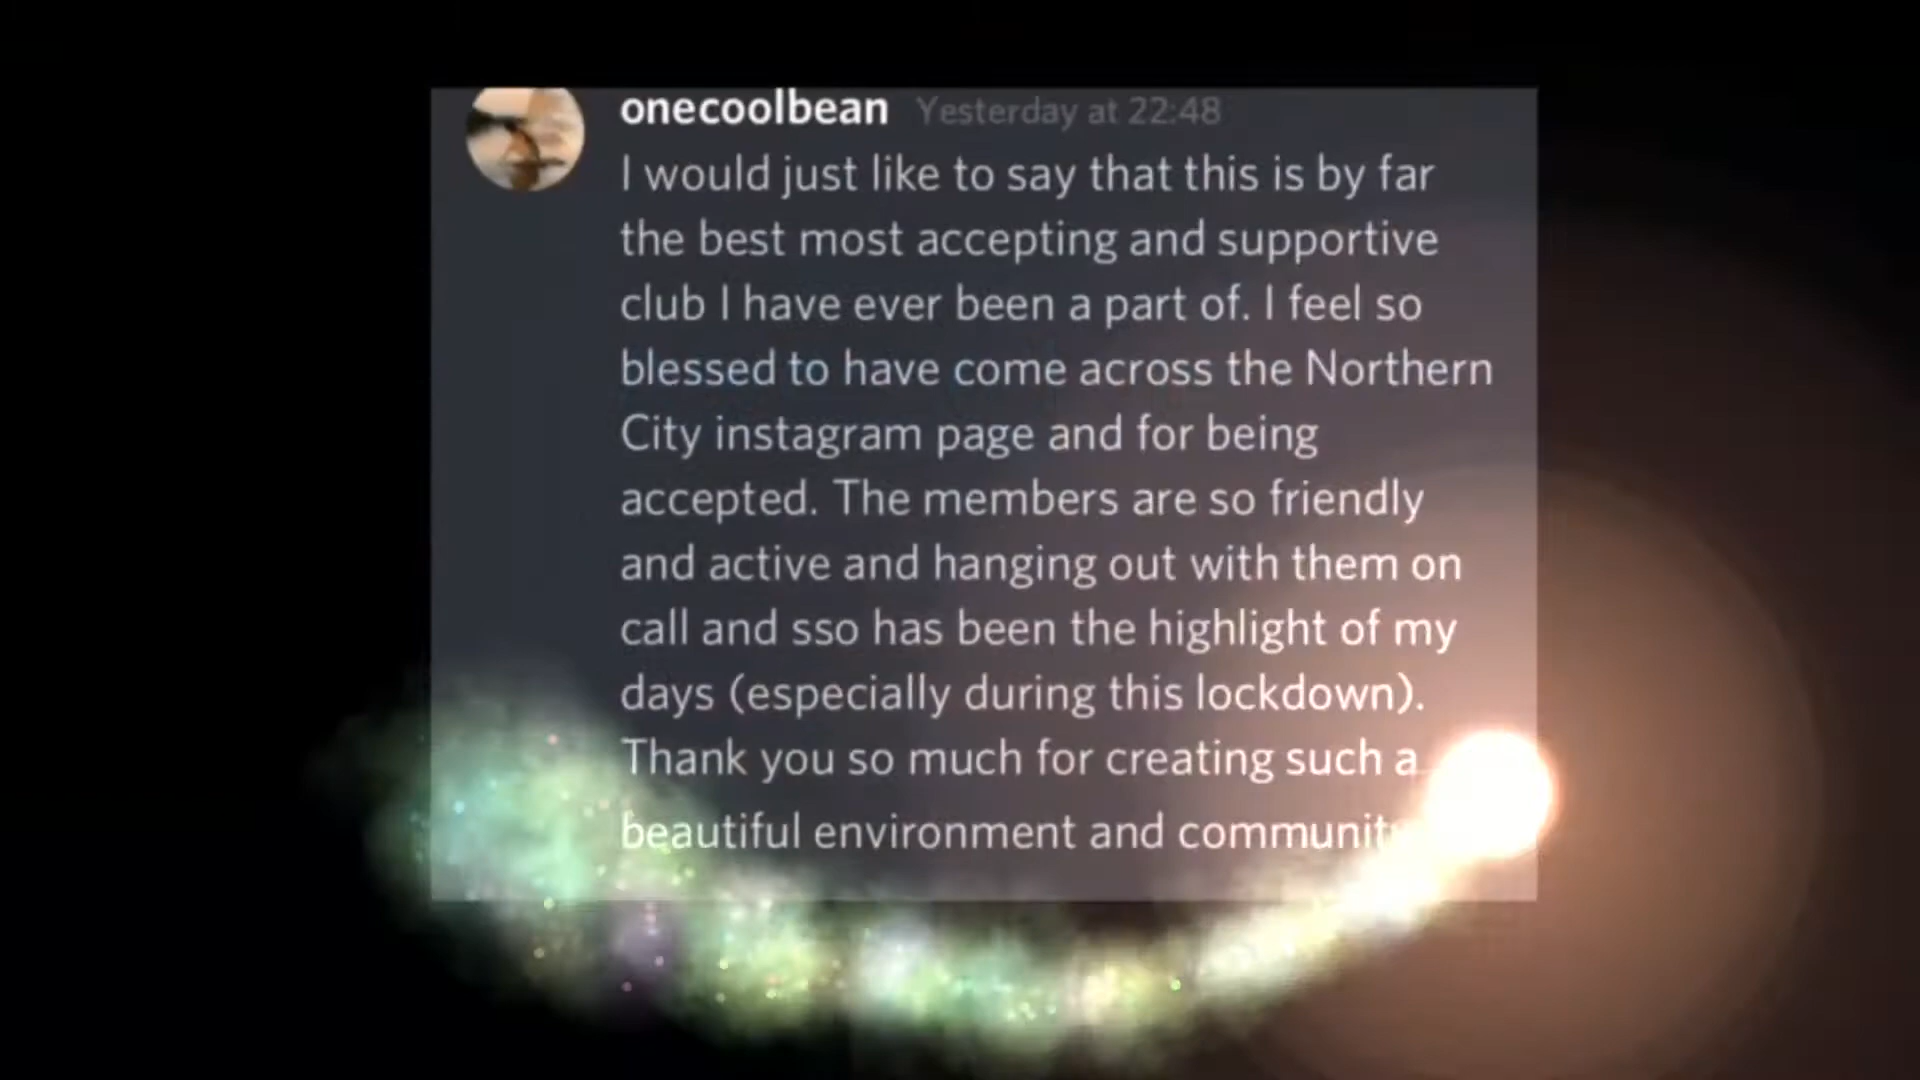 onecoolbean Yesterday at 22:48
I would just like to say that this is by far
the best most accepting and supportive
club I have ever been a part of. I feel so
blessed to have come across the Northern
City instagram page and for being
accepted. The members are so friendly
and active and hanging out with them on
call and sso has been the highlight of my
days (especially during this lockdown).
Thank you so much for creating such a
beautiful environment and